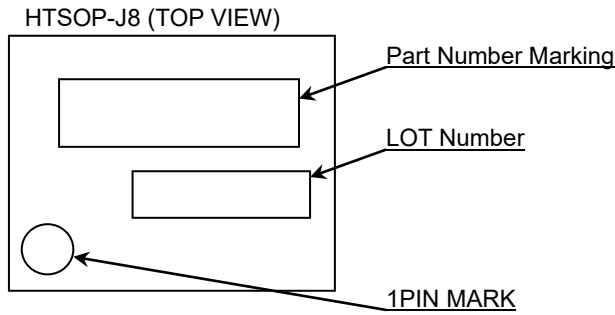 HTSOP-J8 (TOP VIEW)
Part Number Marking
LOT Number
1PIN MARK